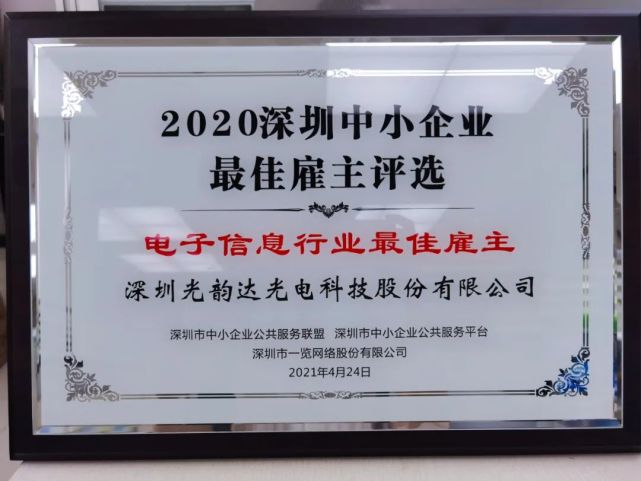 2020深圳中小企业
最佳雇主评选
电子信息行业最佳雇主
深圳光韵达光电科技股份有限公司
深圳市中小企业公共服务联盟 深圳市中小企业公共服务平台
深圳市一览网络股份有限公司
2021年4月24日